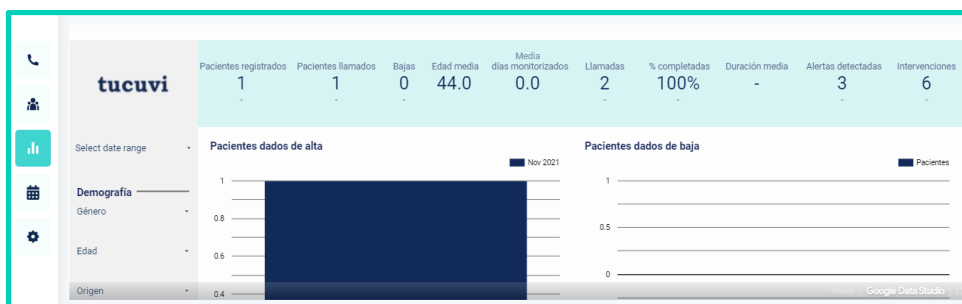 tucuvi
Pacientes registrados
1
-
Pacientes llamados
1
-
Bajas
0
-
Edad media
44.0
Media
días monitorizados
0.0
Llamadas
2
-
% completadas
100%
-
Duración media
-
Alertas detectadas
3
-
Intervenciones
6
-
Select date range
Demografía
Género
Edad
Origen
Pacientes dados de alta
Nov 2021
1
0.8
0.6
0.4
Pacientes dados de baja
Pacientes
1
0.5
0
Privacy
Google Data Studio